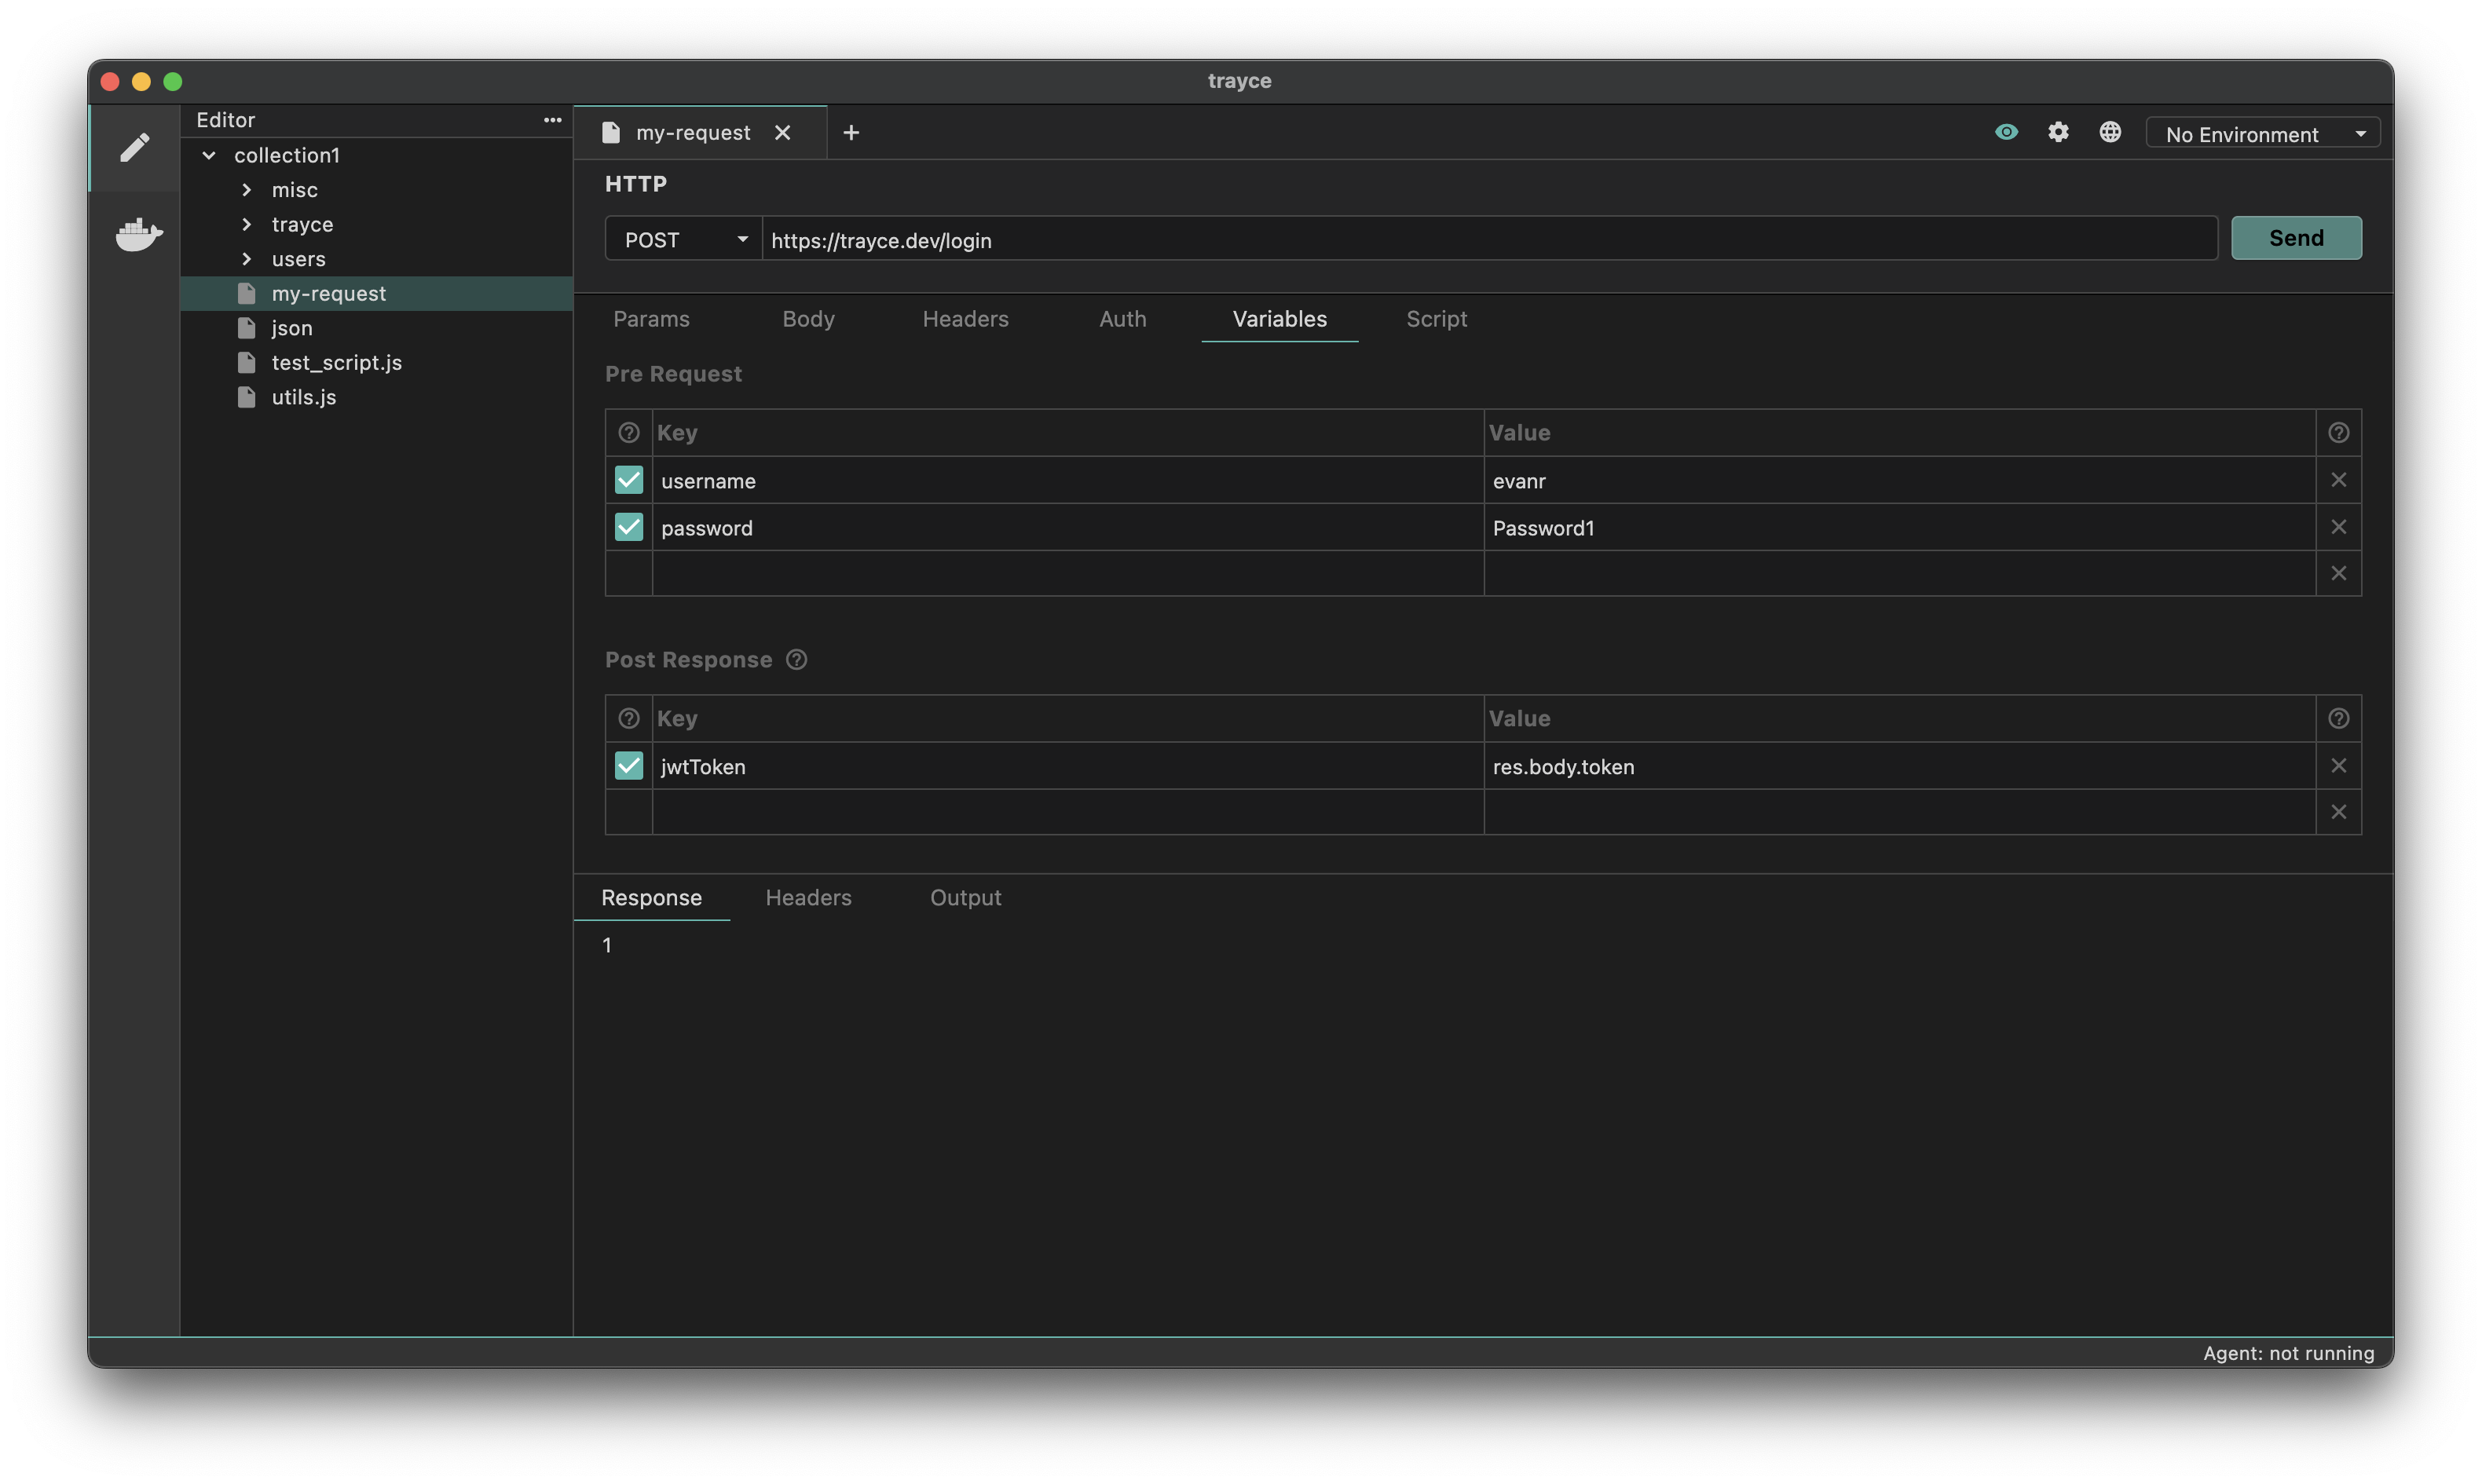 trayce
Editor
collection1
misc
trayce
users
my-request
json
test_script.js
utils.js
my-request
No Environment
HTTP
POST https://trayce.dev/login Send
Params Body Headers Auth Variables Script
Pre Request
Key Value
username evanr
password Password1
Post Response
Key Value
jwtToken res.body.token
Response Headers Output
1
Agent: not running